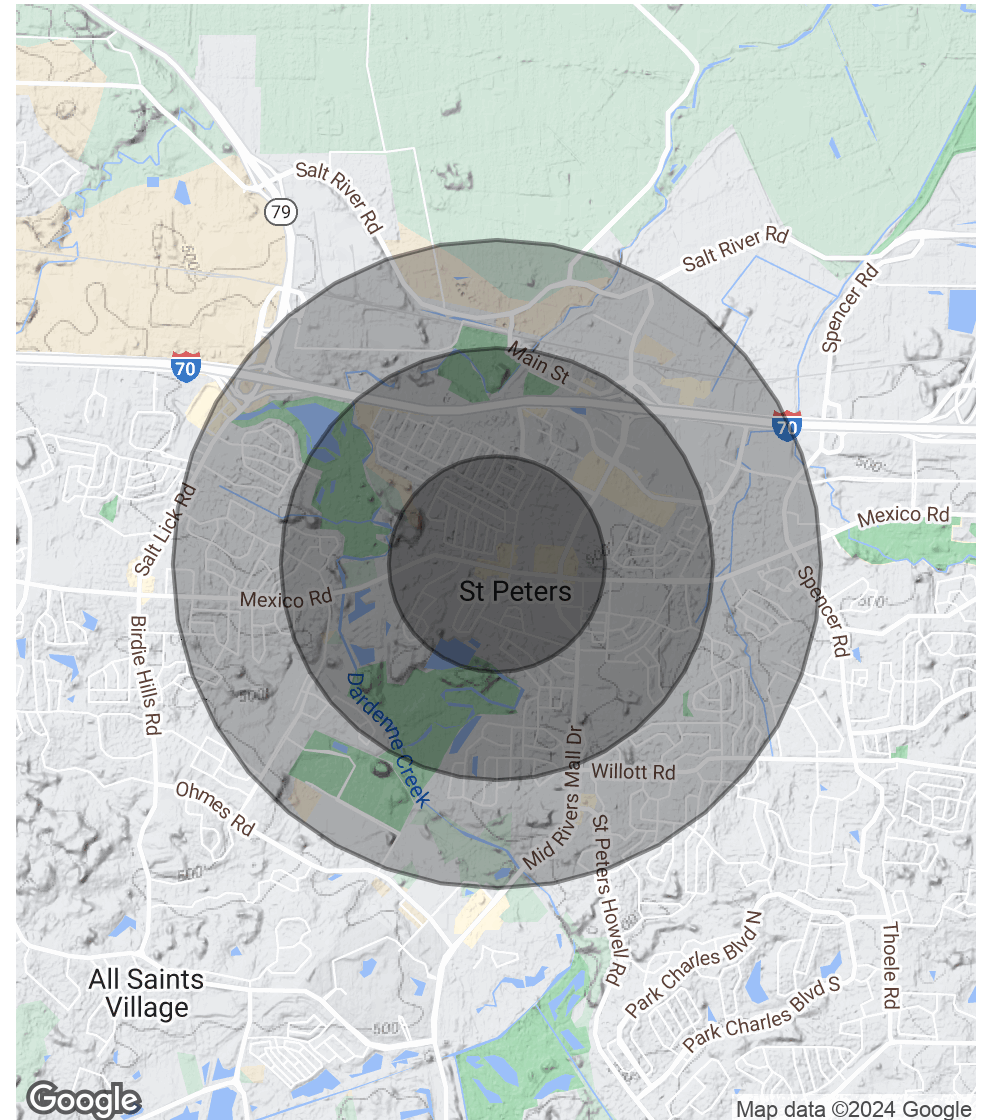 Salt River Rd
79
500
Salt River Rd
Spencer Rd
Main St
70
70
500
Salt Lick Rd
Mexico Rd
500
St Peters
Mexico Rd
Spencer Rd
500
Birdie Hills Rd
500
Dardenne Creek
Mid Rivers Mall Dr
Willott Rd
Ohmes Rd
St Peters Howell Rd
500
Park Charles Blvd N
Thoele Rd
All Saints
Village
Park Charles Blvd S
500
Google
Map data ©2024 Google